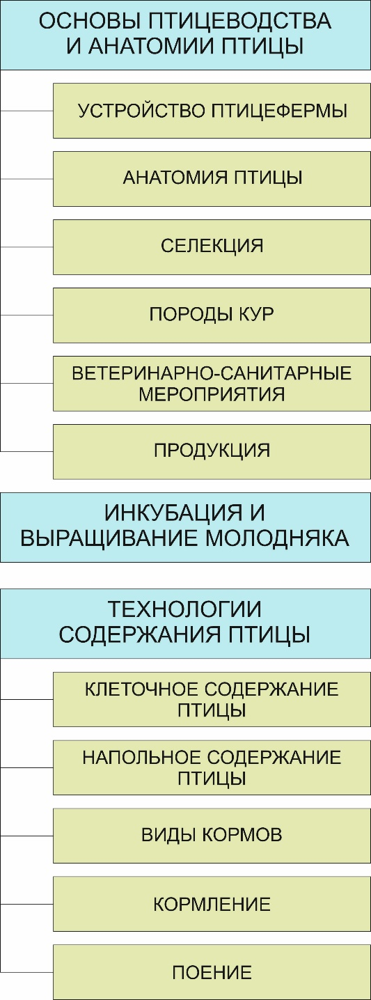 ОСНОВЫ ПТИЦЕВОДСТВА
И АНАТОМИИ ПТИЦЫ
УСТРОЙСТВО ПТИЦЕФЕРМЫ
АНАТОМИЯ ПТИЦЫ
СЕЛЕКЦИЯ
ПОРОДЫ КУР
ВЕТЕРИНАРНО-САНИТАРНЫЕ
МЕРОПРИЯТИЯ
ПРОДУКЦИЯ
ИНКУБАЦИЯ И
ВЫРАЩИВАНИЕ МОЛОДНЯКА
ТЕХНОЛОГИИ
СОДЕРЖАНИЯ ПТИЦЫ
КЛЕТОЧНОЕ СОДЕРЖАНИЕ
ПТИЦЫ
НАПОЛЬНОЕ СОДЕРЖАНИЕ
ПТИЦЫ
ВИДЫ КОРМОВ
КОРМЛЕНИЕ
ПОЕНИЕ